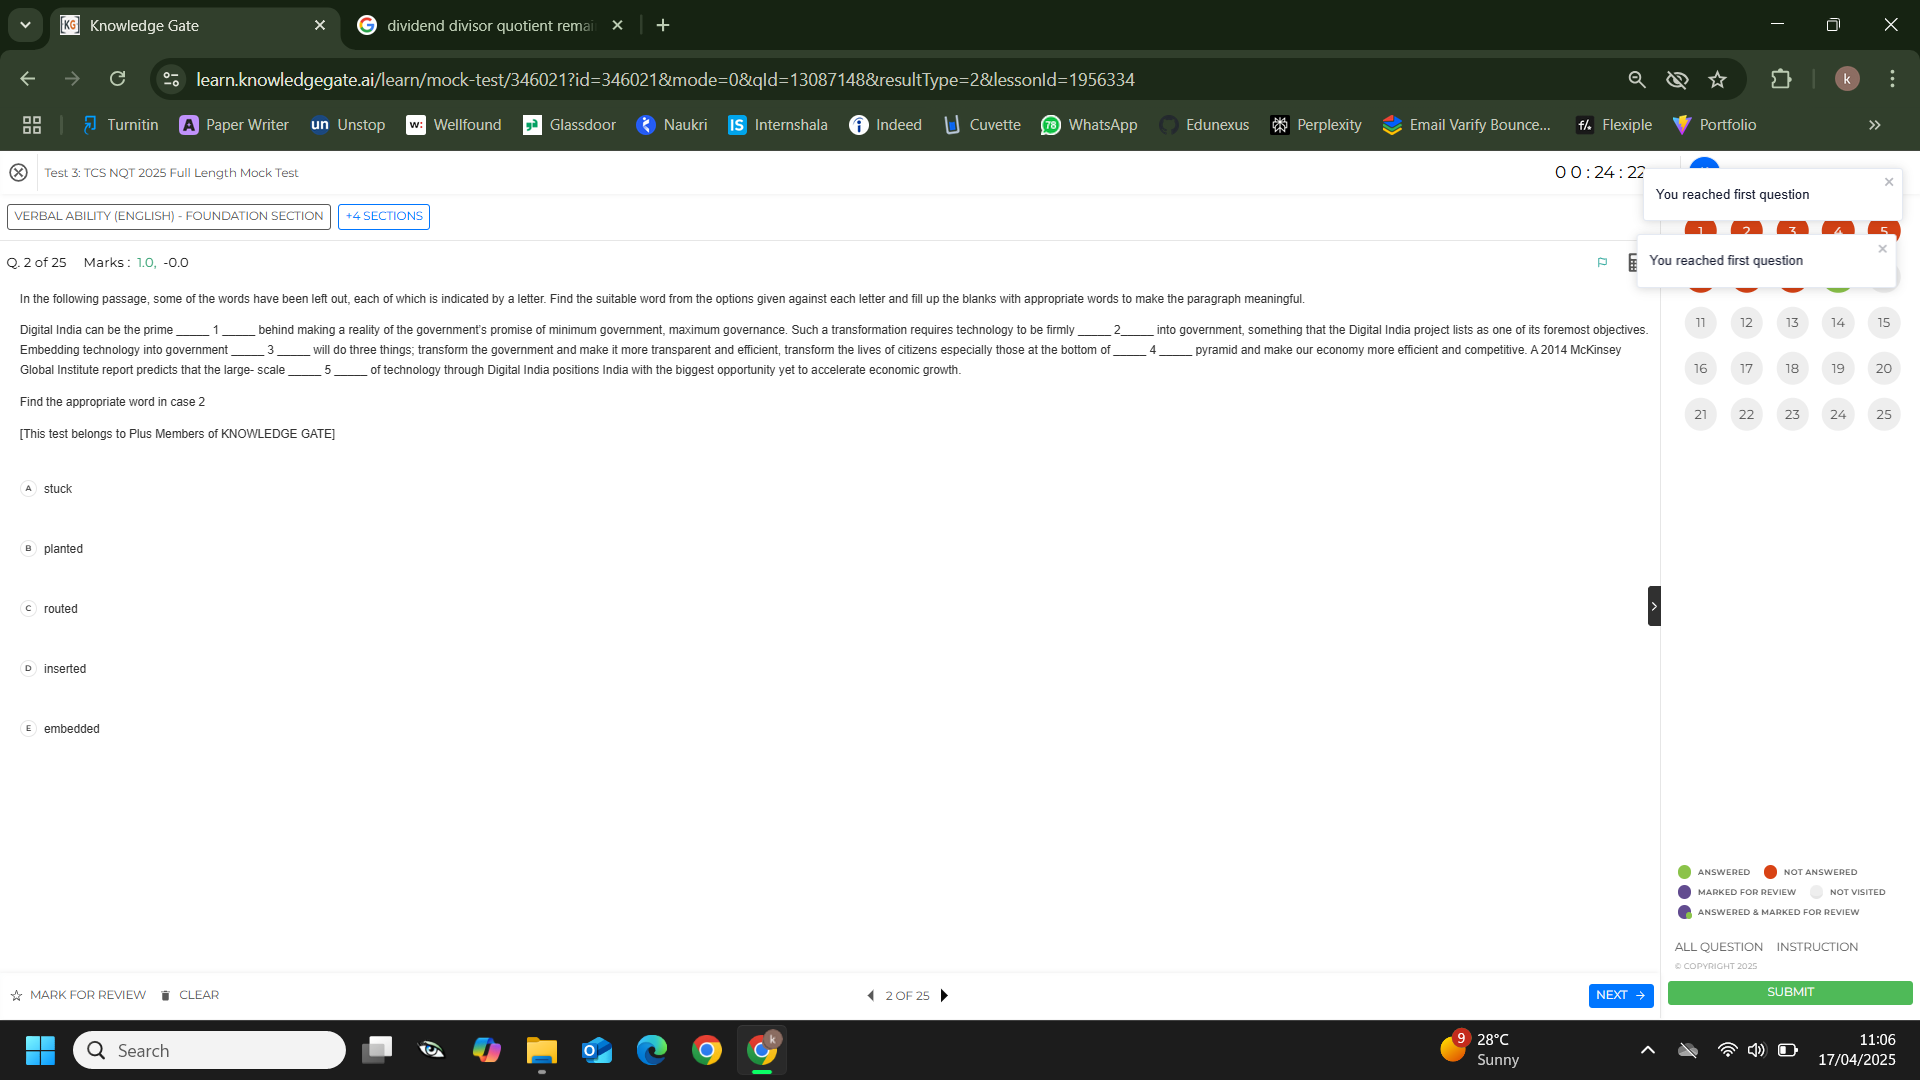 Knowledge Gate
dividend divisor quotient remai
learn.knowledgegate.ai/learn/mock-test/346021?id=346021&mode=0&qId=13087148&resultType=2&lessonId=1956334
k
Turnitin
A Paper Writer
un Unstop
w: Wellfound
Glassdoor
Naukri
IS Internshala
Indeed
Cuvette
78 WhatsApp
Edunexus
Perplexity
Email Varify Bounce...
f/. Flexiple
Portfolio
Test 3: TCS NQT 2025 Full Length Mock Test
00:24:22
You reached first question
VERBAL ABILITY (ENGLISH) - FOUNDATION SECTION
+4 SECTIONS
1 2 3 4 5
Q. 2 of 25 Marks : 1.0, -0.0
You reached first question
In the following passage, some of the words have been left out, each of which is indicated by a letter. Find the suitable word from the options given against each letter and fill up the blanks with appropriate words to make the paragraph meaningful.
Digital India can be the prime _____ 1 _____ behind making a reality of the government's promise of minimum government, maximum governance. Such a transformation requires technology to be firmly _____ 2_____ into government, something that the Digital India project lists as one of its foremost objectives.
Embedding technology into government _____ 3 _____ will do three things; transform the government and make it more transparent and efficient, transform the lives of citizens especially those at the bottom of _____ 4 _____ pyramid and make our economy more efficient and competitive. A 2014 McKinsey
Global Institute report predicts that the large- scale _____ 5 _____ of technology through Digital India positions India with the biggest opportunity yet to accelerate economic growth.
Find the appropriate word in case 2
[This test belongs to Plus Members of KNOWLEDGE GATE]
A stuck
B planted
C routed
D inserted
E embedded
11 12 13 14 15
16 17 18 19 20
21 22 23 24 25
ANSWERED NOT ANSWERED
MARKED FOR REVIEW NOT VISITED
ANSWERED & MARKED FOR REVIEW
ALL QUESTION INSTRUCTION
© COPYRIGHT 2025
MARK FOR REVIEW CLEAR
2 OF 25
NEXT
SUBMIT
Search
k
9
28°C
Sunny
11:06
17/04/2025